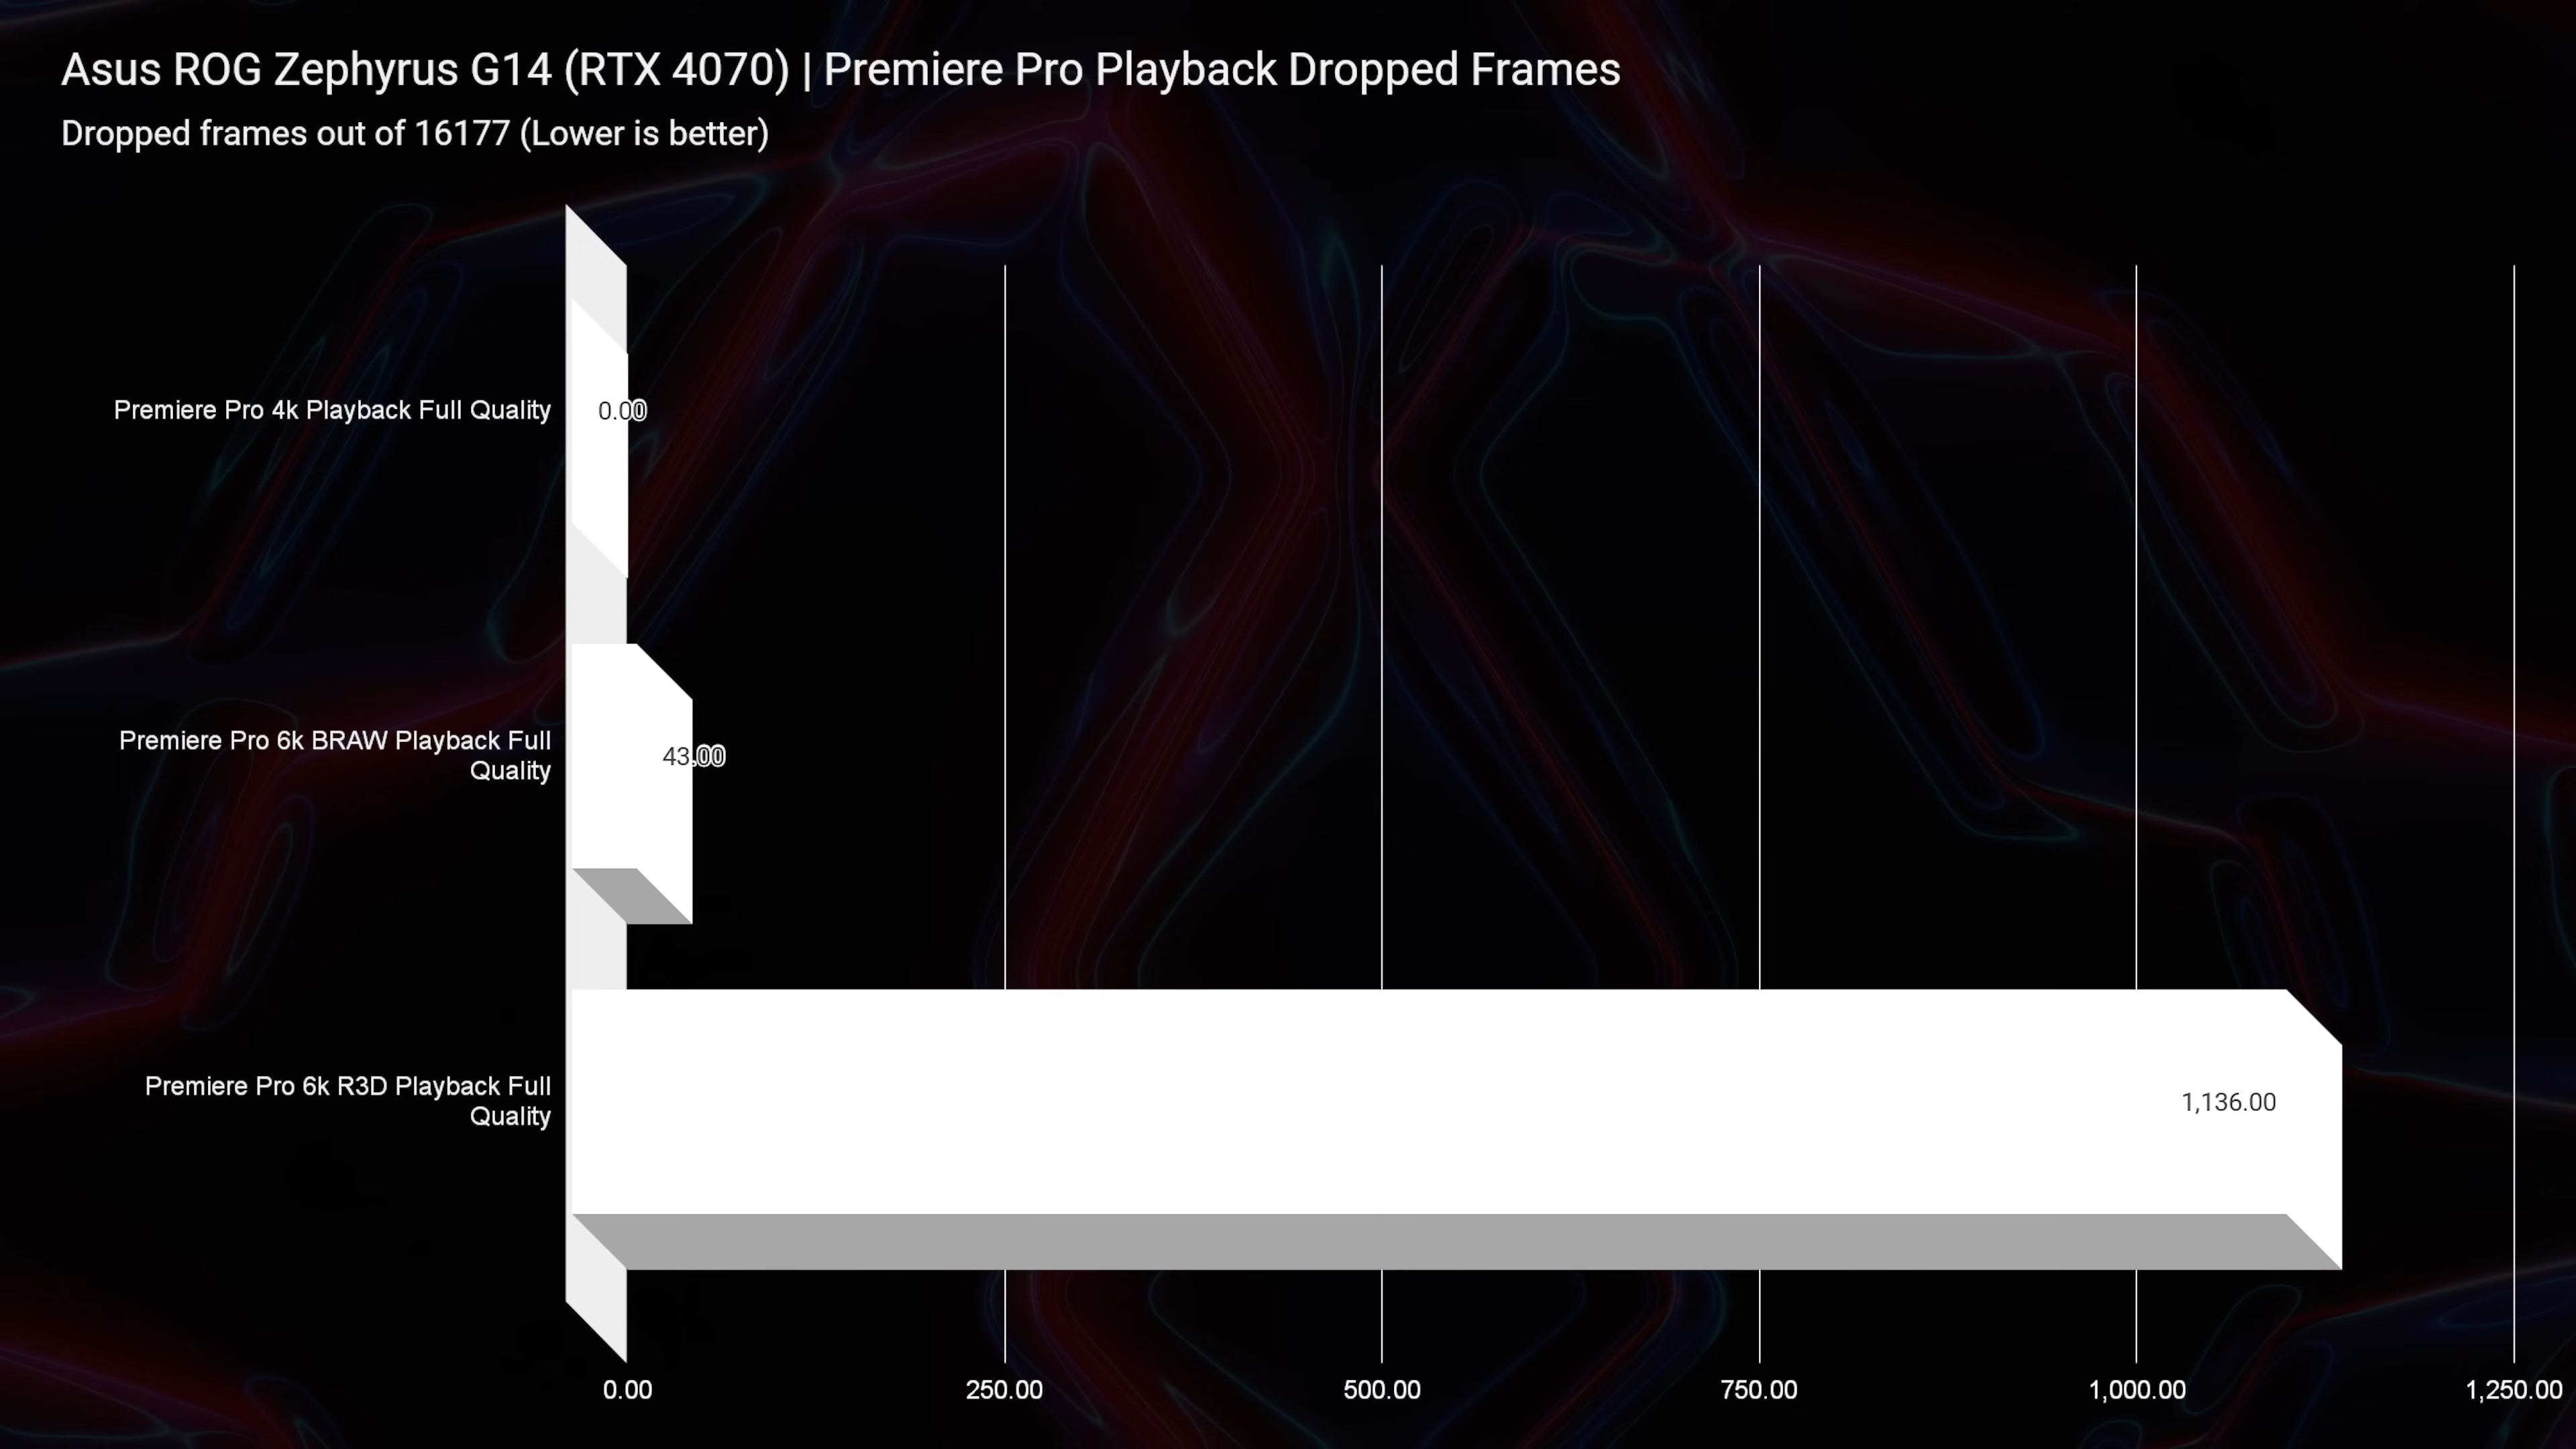 Asus ROG Zephyrus G14 (RTX 4070) | Premiere Pro Playback Dropped Frames
Dropped frames out of 16177 (Lower is better)
Premiere Pro 4k Playback Full Quality
0.00
Premiere Pro 6k BRAW Playback Full
Quality
43.00
Premiere Pro 6k R3D Playback Full
Quality
1,136.00
0.00 250.00 500.00 750.00 1,000.00 1,250.00